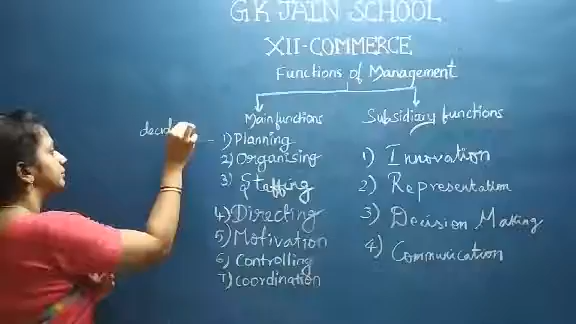 G K JAIN SCHOOL
XII-COMMERCE
Functions of Management
Main functions
1) Planning
2) Organising
3) Staffing
4) Directing
5) Motivation
6) Controlling
7) Coordination
Subsidiary functions
1) Innovation
2) Representation
3) Decision Making
4) Communication